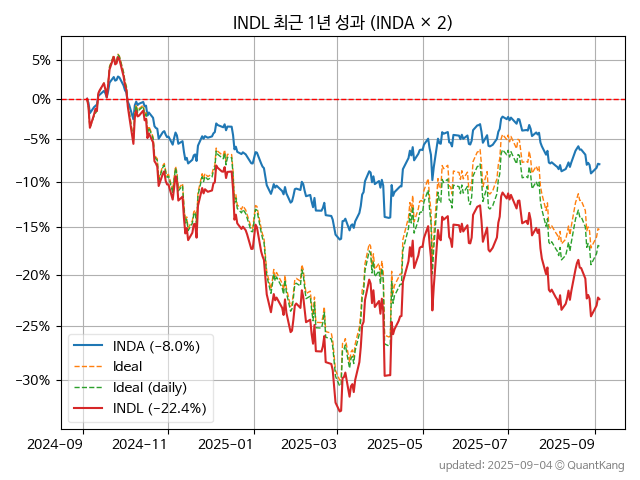 INDL 최근 1년 성과 (INDA × 2)
5%
0%
−5%
−10%
−15%
−20%
−25%
−30%
INDA (−8.0%)
Ideal
Ideal (daily)
INDL (−22.4%)
2024−09
2024−11
2025−01
2025−03
2025−05
2025−07
2025−09
updated: 2025-09-04 © QuantKang